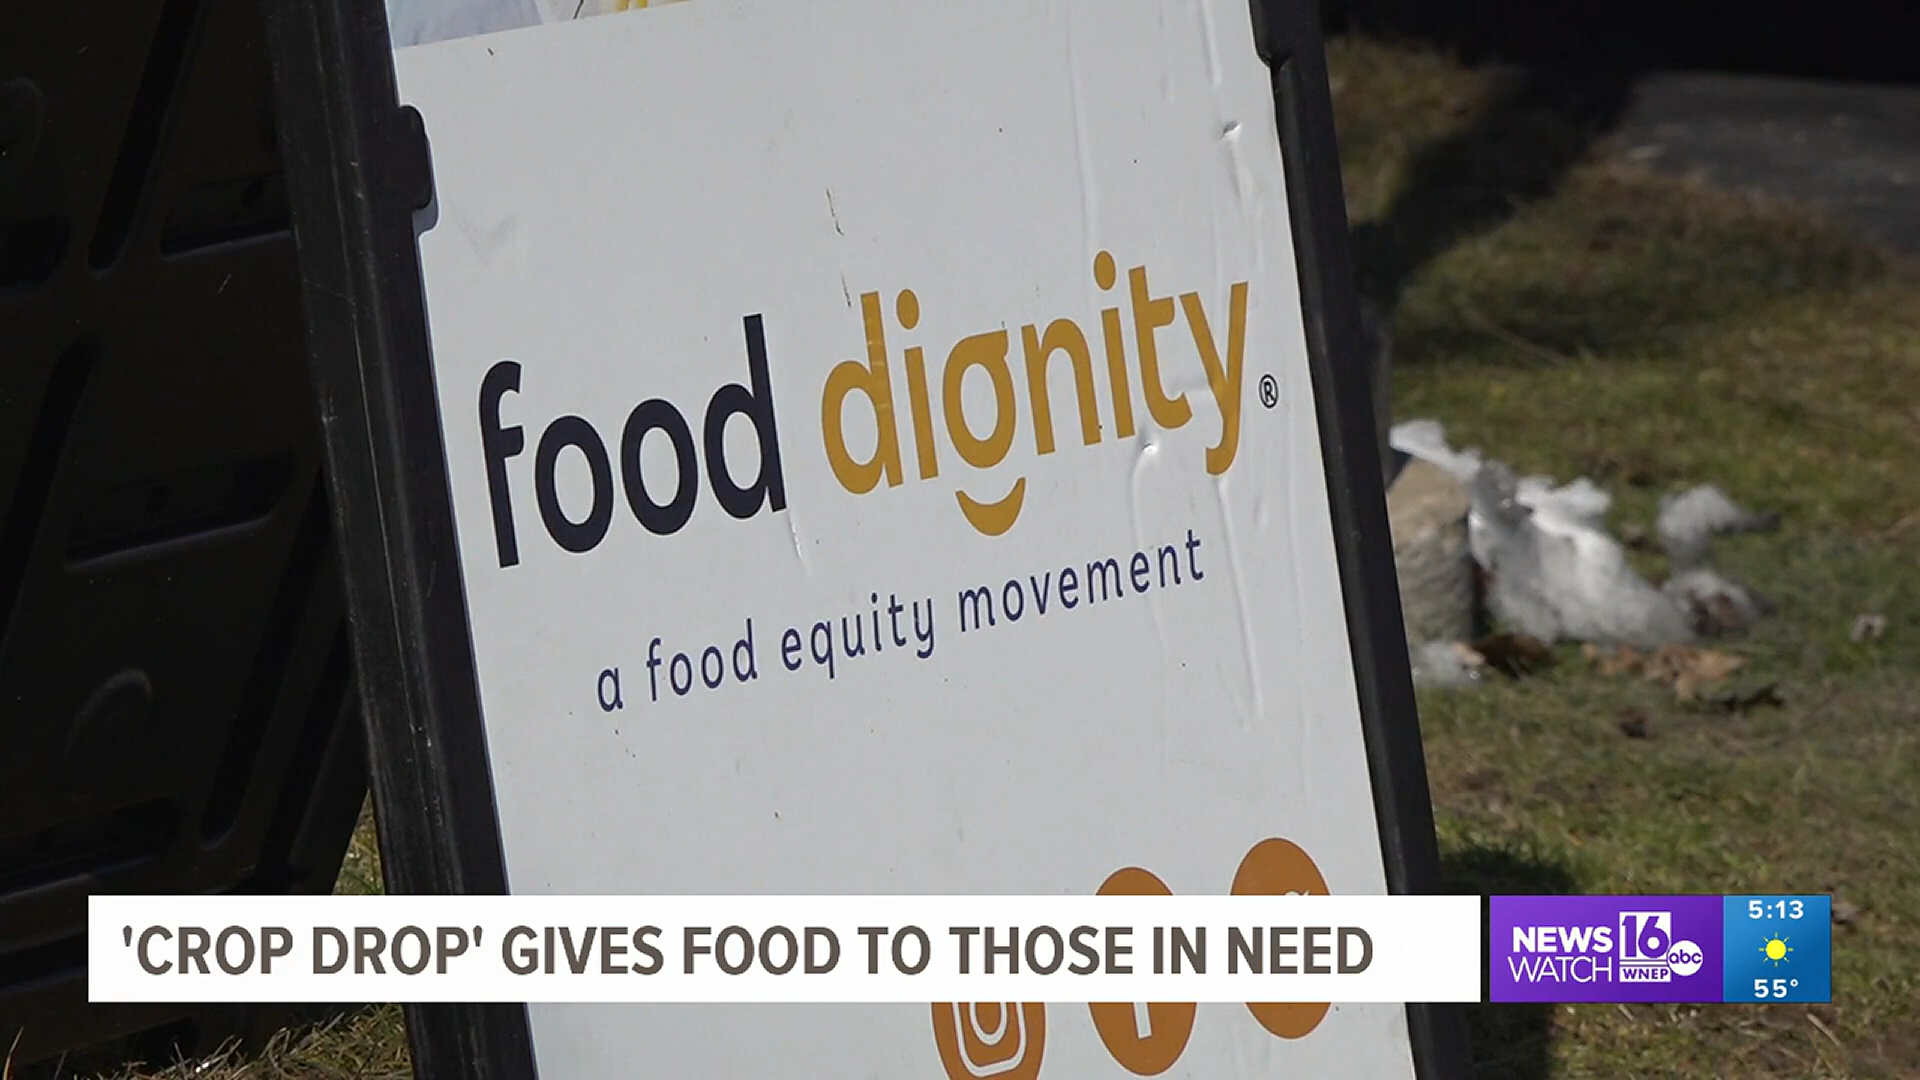 food dignity®
a food equity movement
'CROP DROP' GIVES FOOD TO THOSE IN NEED
NEWS WATCH 16 WNEP abc
5:13
55°